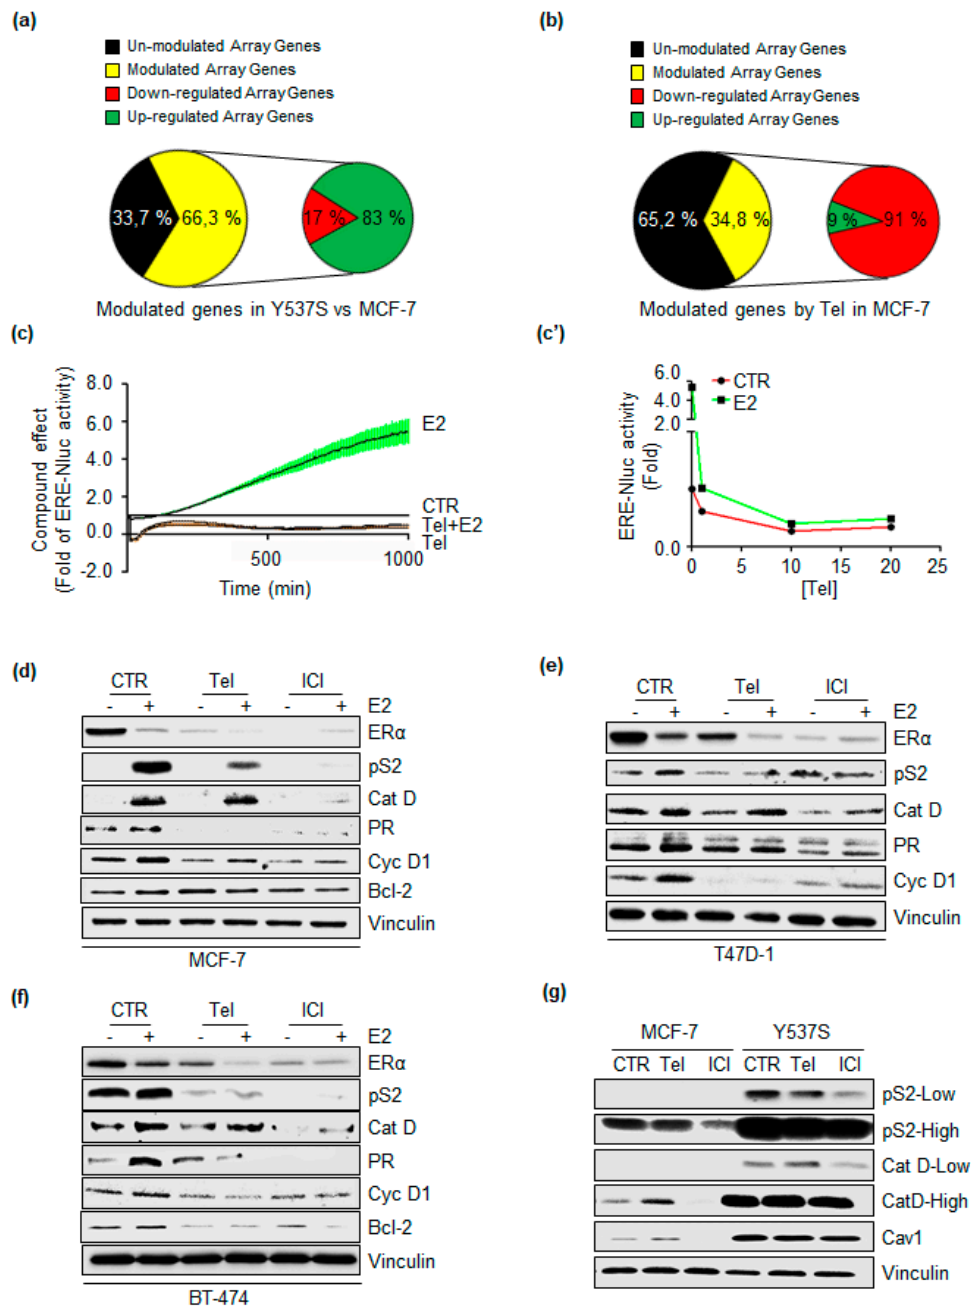 (a)
Un-modulated Array Genes
Modulated Array Genes
Down-regulated Array Genes
Up-regulated Array Genes
33,7 %
66,3 %
17 %
83 %
Modulated genes in Y537S vs MCF-7
(b)
Un-modulated Array Genes
Modulated Array Genes
Down-regulated Array Genes
Up-regulated Array Genes
65,2 %
34,8 %
9 %
91 %
Modulated genes by Tel in MCF-7
(c)
Compound effect
(Fold of ERE-Nluc activity)
8.0
6.0
4.0
2.0
0.0
-2.0
E2
CTR
Tel+E2
Tel
500
1000
Time (min)
(c')
ERE-Nluc activity
(Fold)
6.0
4.0
2.0
0.0
CTR
E2
0 5 10 15 20 25
[Tel]
(d)
CTR Tel ICI
- + - + - + E2
ERα
pS2
Cat D
PR
Cyc D1
Bcl-2
Vinculin
MCF-7
(e)
CTR Tel ICI
- + - + - + E2
ERα
pS2
Cat D
PR
Cyc D1
Vinculin
T47D-1
(f)
CTR Tel ICI
- + - + - + E2
ERα
pS2
Cat D
PR
Cyc D1
Bcl-2
Vinculin
BT-474
(g)
MCF-7 Y537S
CTR Tel ICI CTR Tel ICI
pS2-Low
pS2-High
Cat D-Low
CatD-High
Cav1
Vinculin